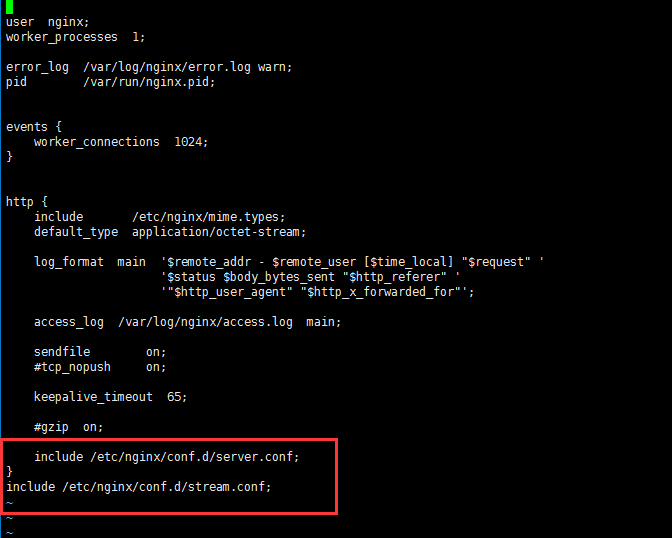 user  nginx;
worker_processes  1;
error_log  /var/log/nginx/error.log warn;
pid        /var/run/nginx.pid;
events {
    worker_connections  1024;
}
http {
    include       /etc/nginx/mime.types;
    default_type  application/octet-stream;
    log_format  main  '$remote_addr - $remote_user [$time_local] "$request" '
                      '$status $body_bytes_sent "$http_referer" '
                      '"$http_user_agent" "$http_x_forwarded_for"';
    access_log  /var/log/nginx/access.log  main;
    sendfile        on;
    #tcp_nopush     on;
    keepalive_timeout  65;
    #gzip  on;
    include /etc/nginx/conf.d/server.conf;
}
include /etc/nginx/conf.d/stream.conf;
~
~
~